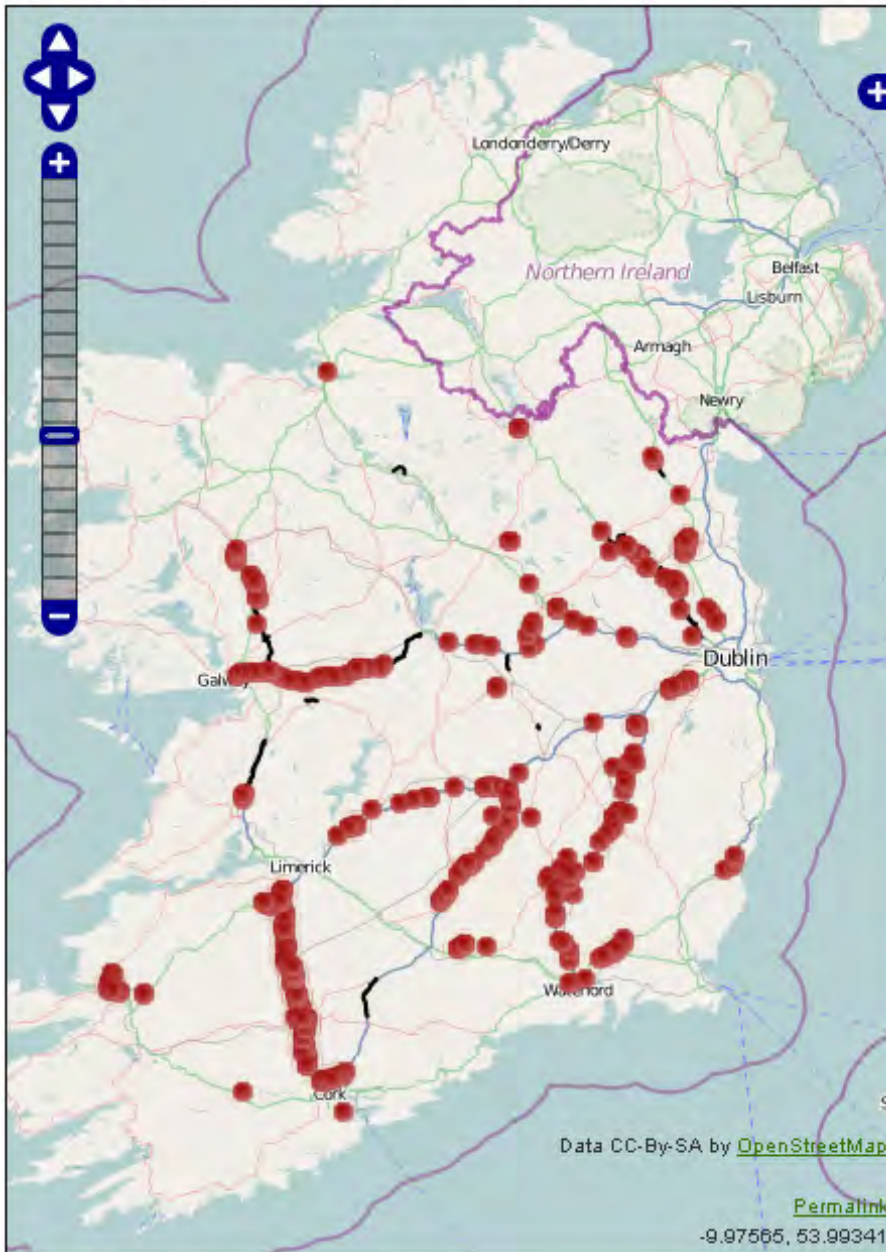 Londonderry/Derry
Northern Ireland
Belfast
Lisburn
Armagh
Newry
Dublin
Galway
Limerick
Waterford
Cork
S
Data CC-By-SA by OpenStreetMap
Permalink
-9.97565, 53.99341